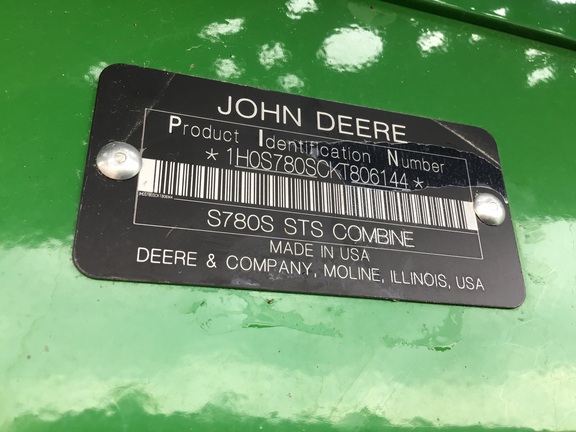 JOHN DEERE
Product Identification Number
*1H0S780SCKT806144*
S780S STS COMBINE
MADE IN USA
DEERE & COMPANY, MOLINE, ILLINOIS, USA